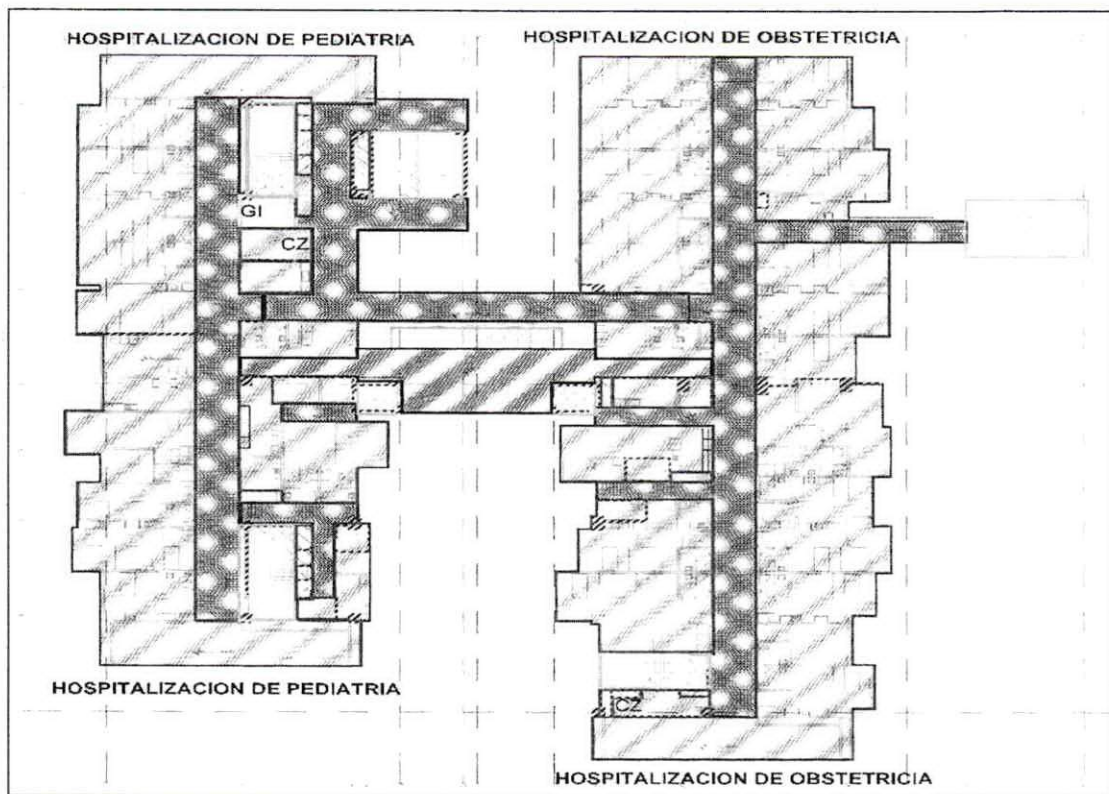 HOSPITALIZACION DE PEDIATRIA
HOSPITALIZACION DE OBSTETRICIA
GI
CZ
HOSPITALIZACION DE PEDIATRIA
CZ
HOSPITALIZACION DE OBSTETRICIA